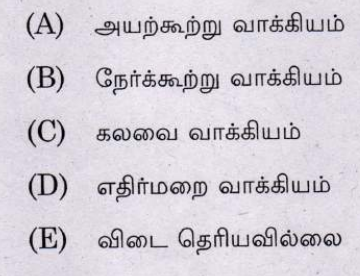 (A) அயற்கூற்று வாக்கியம்
(B) நேர்க்கூற்று வாக்கியம்
(C) கலவை வாக்கியம்
(D) எதிர்மறை வாக்கியம்
(E) விடை தெரியவில்லை